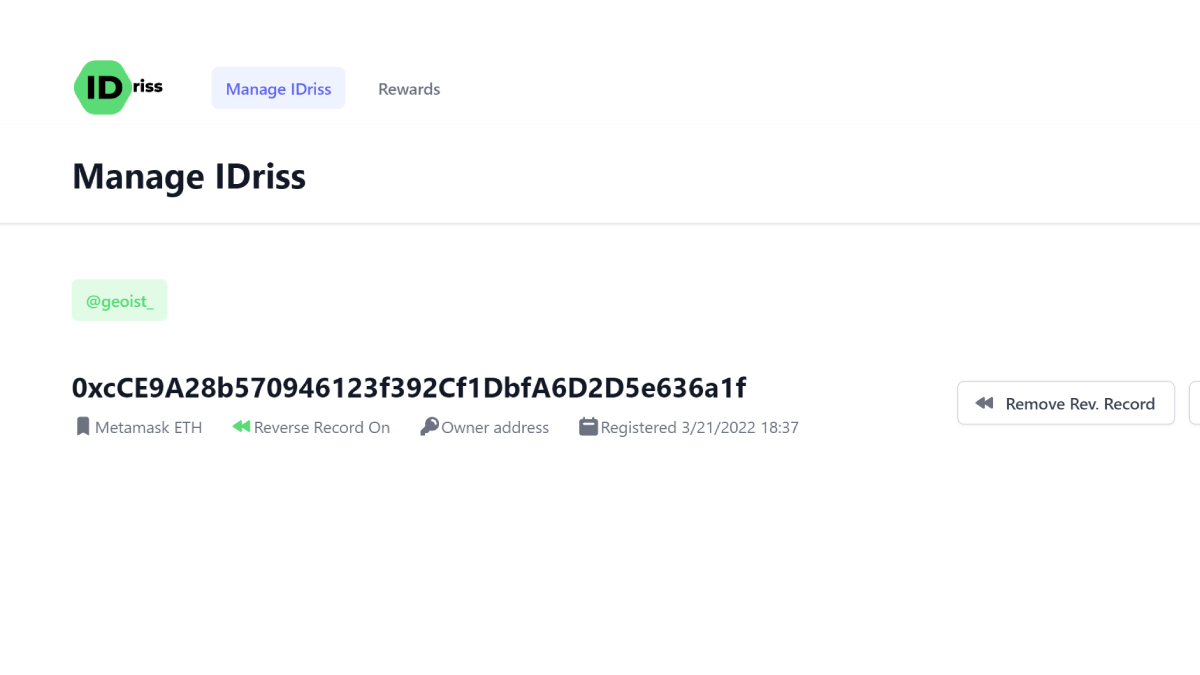 IDriss
Manage IDriss
Rewards
Manage IDriss
@geoist_
0xcCE9A28b570946123f392Cf1DbfA6D2D5e636a1f
Metamask ETH
Reverse Record On
Owner address
Registered 3/21/2022 18:37
Remove Rev. Record